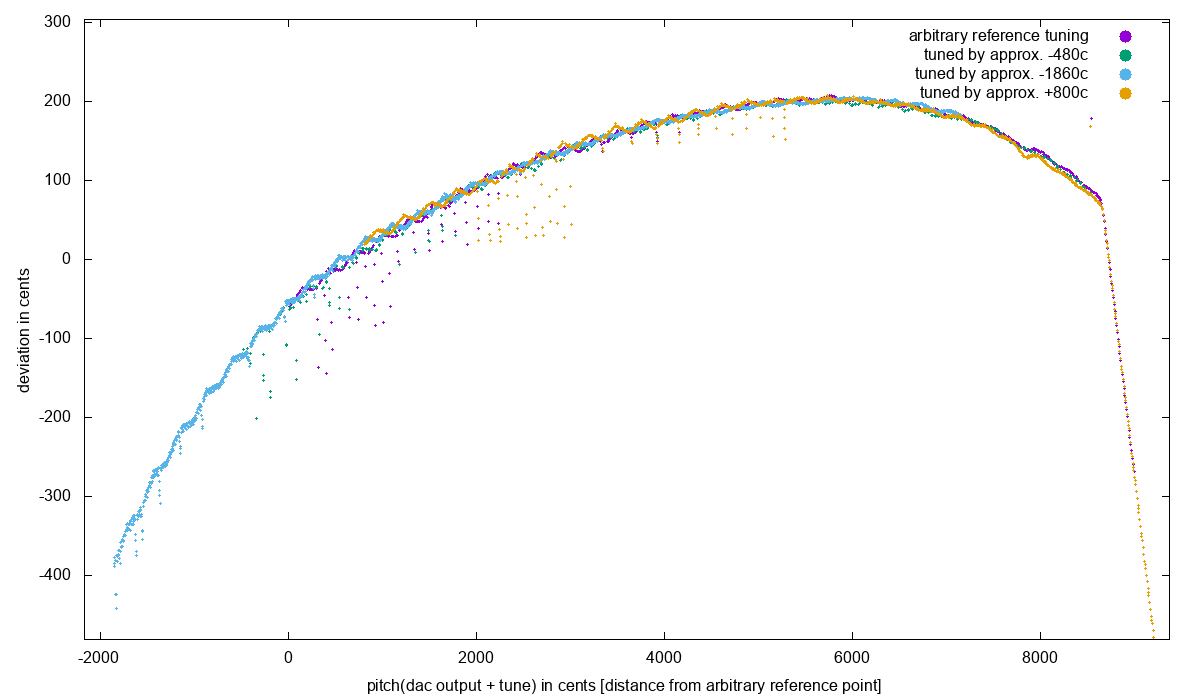 300
200
100
0
-100
-200
-300
-400
deviation in cents
arbitrary reference tuning
tuned by approx. -480c
tuned by approx. -1860c
tuned by approx. +800c
-2000 0 2000 4000 6000 8000
pitch(dac output + tune) in cents [distance from arbitrary reference point]